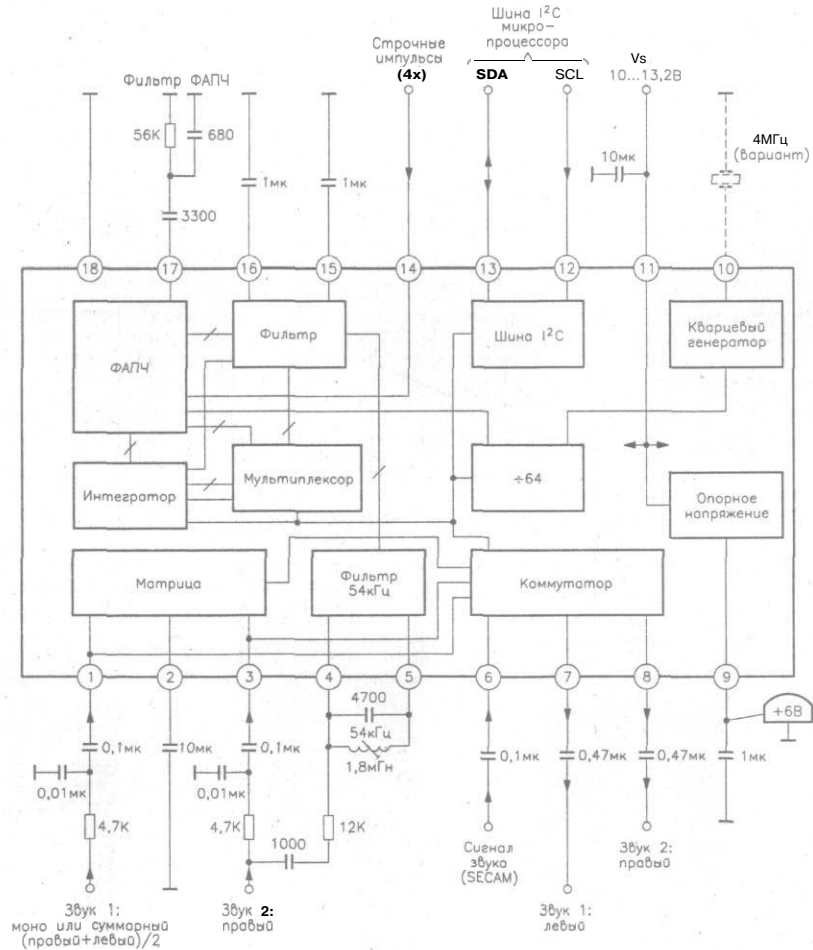 Шина I²C
микро-
процессора
Строчные
импульсы
(4x)
SDA
SCL
Vs
10...13,2В
Фильтр ФАПЧ
56К
680
3300
1мк
1мк
10мк
4МГц
(вариант)
18
17
16
15
14
13
12
11
10
ФАПЧ
Фильтр
Шина I²C
Кварцевый
генератор
Интегратор
Мультиплексор
÷64
Опорное
напряжение
Матрица
Фильтр
54кГц
Коммутатор
1
2
3
4
5
6
7
8
9
4700
54кГц
1,8мГн
+6В
0,1мк
10мк
0,1мк
0,1мк
0,47мк
0,47мк
1мк
0,01мк
0,01мк
4,7К
4,7К
12К
1000
Сигнал
звука
(SECAM)
Звук 2:
правый
Звук 1:
моно или суммарный
(правый+левый)/2
Звук 2:
правый
Звук 1:
левый